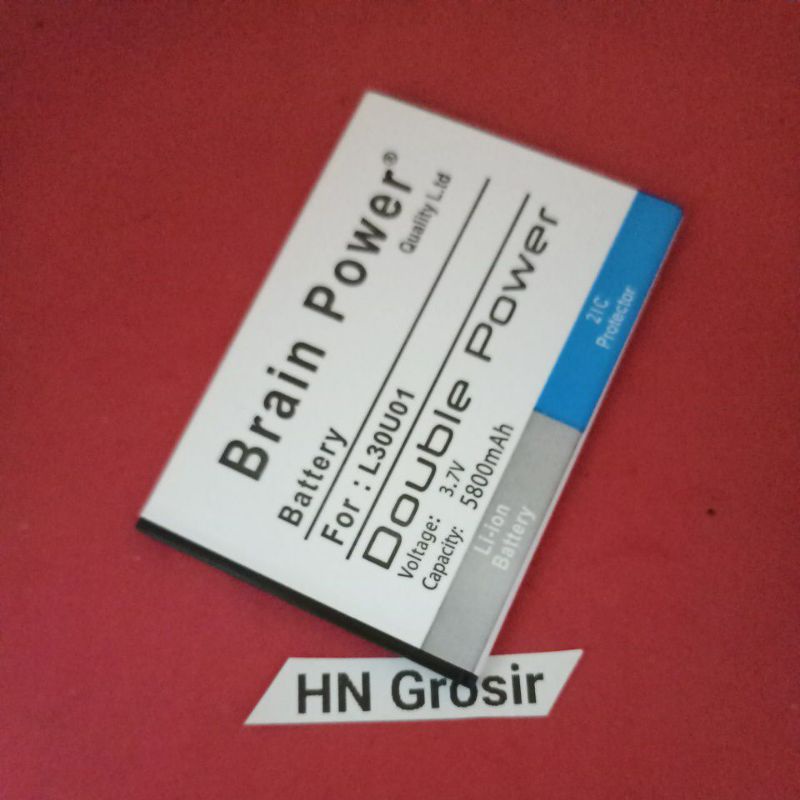 Brain Power®
Quality L.td
Battery
For : L30U01
Double Power
Voltage: 3.7V
Capacity: 5800mAh
Li-ion
Battery
2IC
Protector
HN Grosir